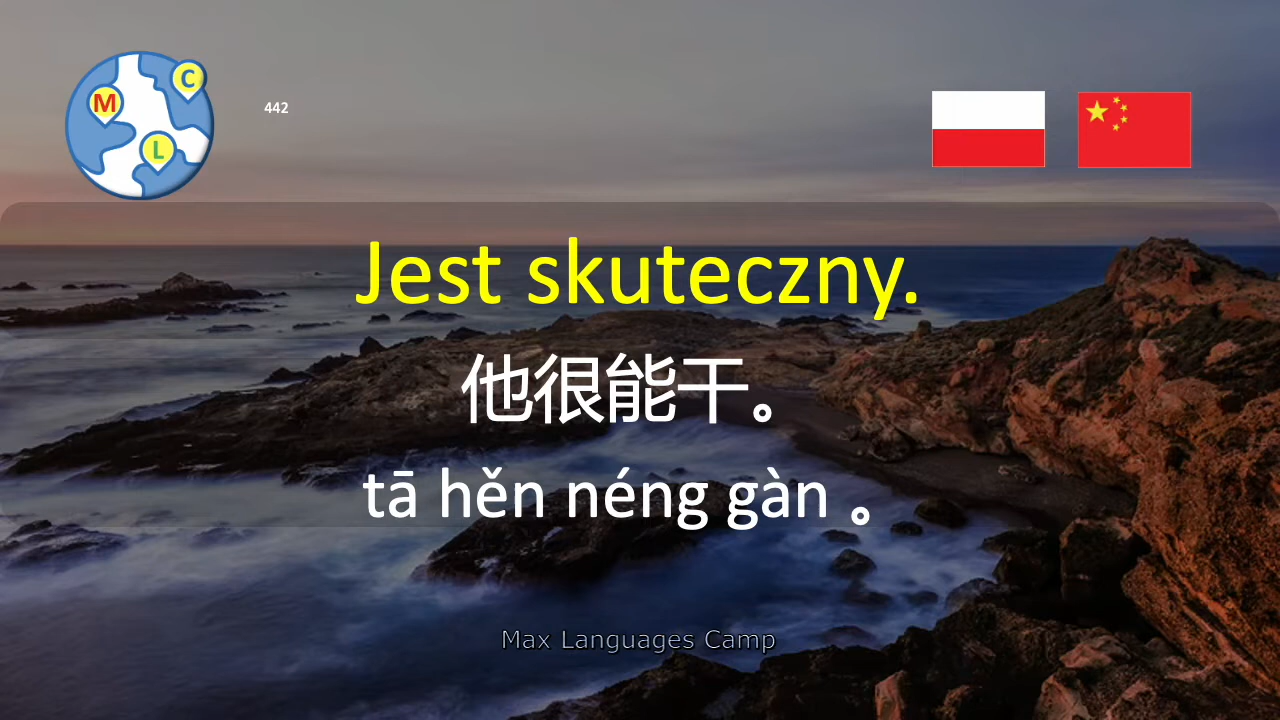 M
C
L
442
Jest skuteczny.
他很能干。
tā hěn néng gàn 。
Max Languages Camp